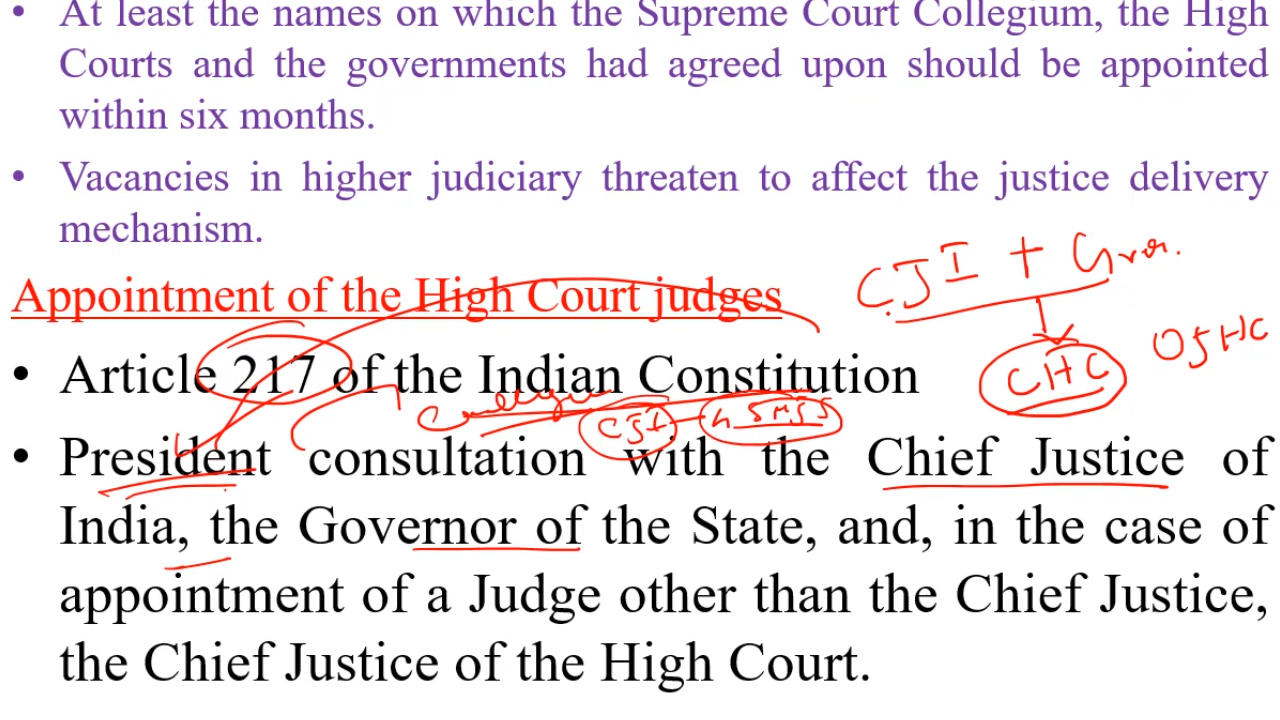 • At least the names on which the Supreme Court Collegium, the High
Courts and the governments had agreed upon should be appointed
within six months.
• Vacancies in higher judiciary threaten to affect the justice delivery
mechanism.
CJI + Gvr.
Appointment of the High Court judges
CHC OJHC
• Article 217 of the Indian Constitution
CJI 4 SMJS
• President consultation with the Chief Justice of
India, the Governor of the State, and, in the case of
appointment of a Judge other than the Chief Justice,
the Chief Justice of the High Court.